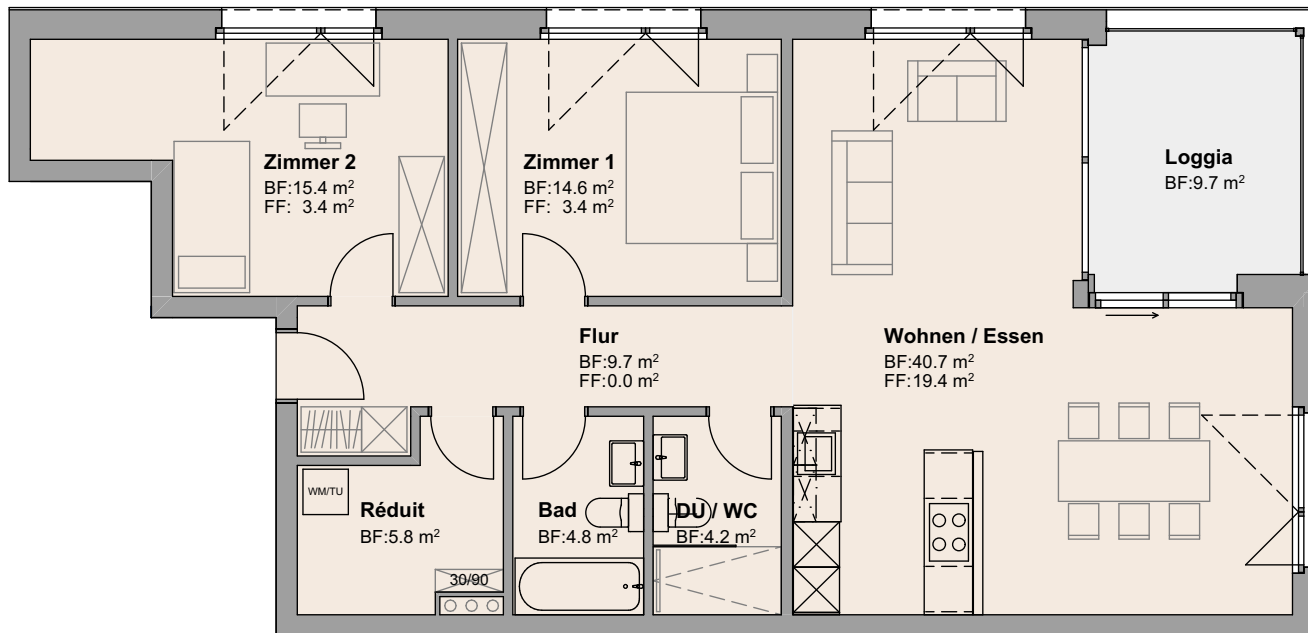 Zimmer 2
BF:15.4 m²
FF: 3.4 m²
Zimmer 1
BF:14.6 m²
FF: 3.4 m²
Loggia
BF:9.7 m²
Flur
BF:9.7 m²
FF:0.0 m²
Wohnen / Essen
BF:40.7 m²
FF:19.4 m²
WM/TU
Réduit
BF:5.8 m²
30/90
Bad
BF:4.8 m²
DU / WC
BF:4.2 m²